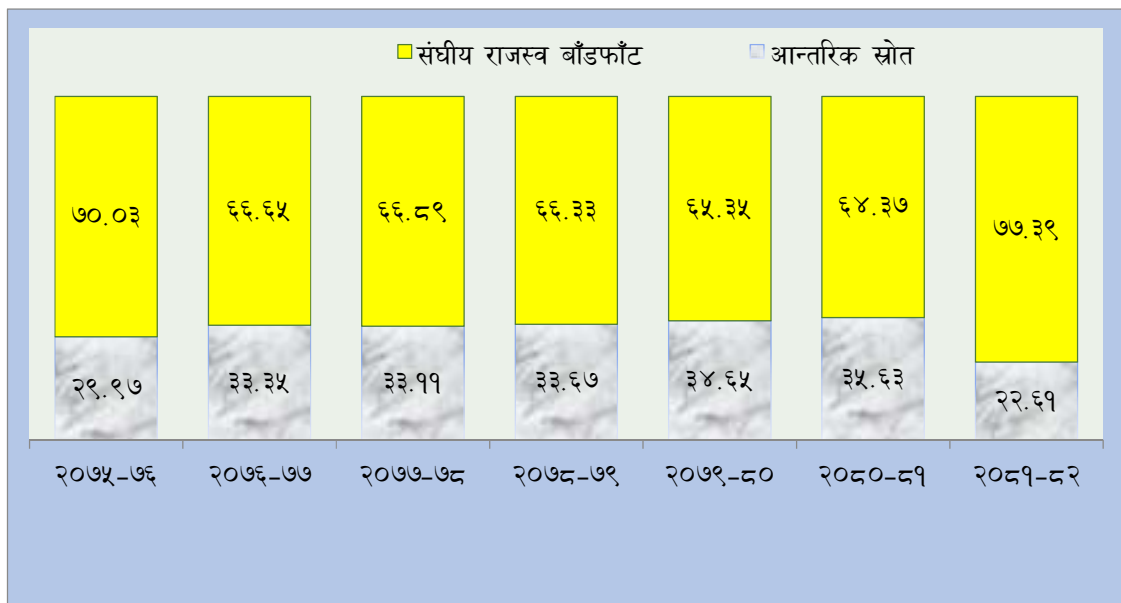 संघीय राजस्व बाँडफाँट आन्तरिक स्रोत
७०.०३ ६६.६५ ६६.८९ ६६.३३ ६५.३५ ६४.३७ ७७.३९
२९.९७ ३३.३५ ३३.११ ३३.६७ ३४.६५ ३५.६३ २२.६१
२०७५-७६ २०७६-७७ २०७७-७८ २०७८-७९ २०७९-८० २०८०-८१ २०८१-८२